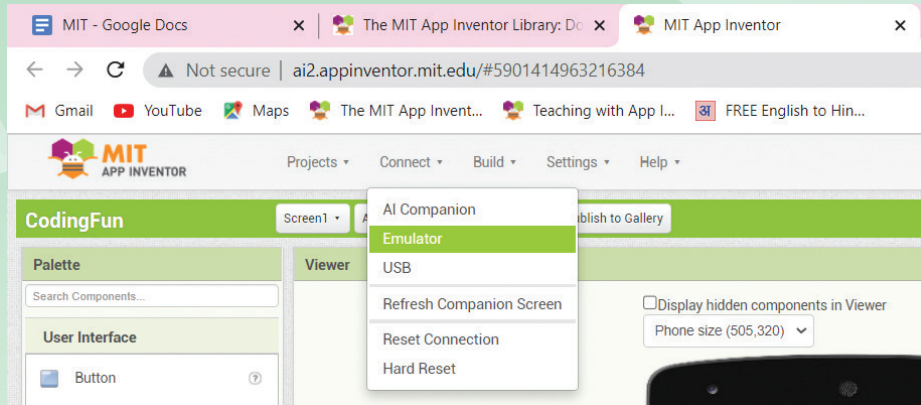 MIT - Google Docs
The MIT App Inventor Library: Do
MIT App Inventor
Not secure | ai2.appinventor.mit.edu/#5901414963216384
Gmail YouTube Maps The MIT App Invent... Teaching with App I... अ FREE English to Hin...
MIT
APP INVENTOR
Projects Connect Build Settings Help
CodingFun Screen1 A blish to Gallery
AI Companion
Emulator
USB
Refresh Companion Screen
Reset Connection
Hard Reset
Palette
Search Components...
User Interface
Button ?
Viewer
Display hidden components in Viewer
Phone size (505,320)